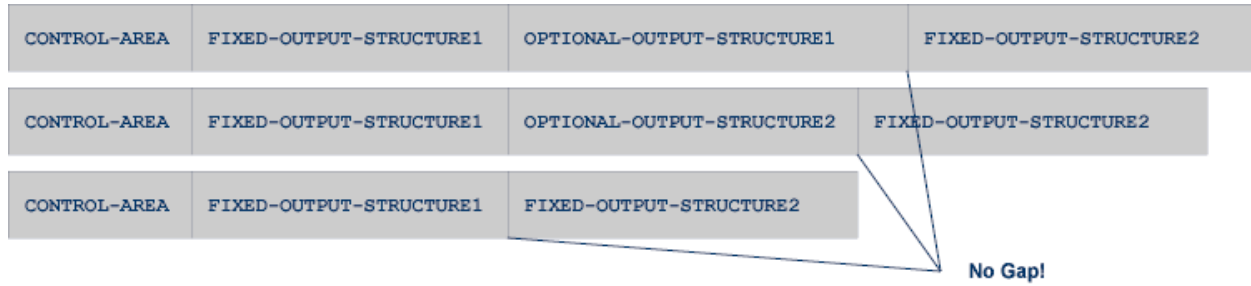 CONTROL-AREA FIXED-OUTPUT-STRUCTURE1 OPTIONAL-OUTPUT-STRUCTURE1 FIXED-OUTPUT-STRUCTURE2
CONTROL-AREA FIXED-OUTPUT-STRUCTURE1 OPTIONAL-OUTPUT-STRUCTURE2 FIXED-OUTPUT-STRUCTURE2
CONTROL-AREA FIXED-OUTPUT-STRUCTURE1 FIXED-OUTPUT-STRUCTURE2
No Gap!